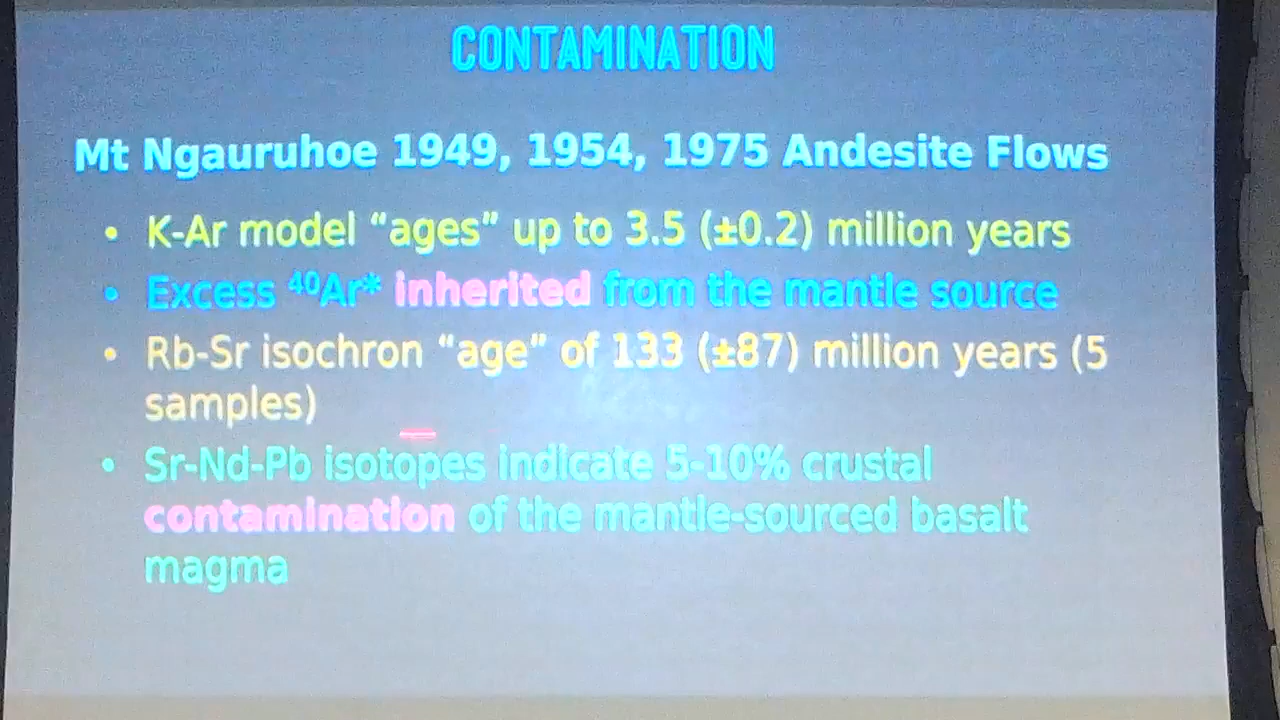 CONTAMINATION
Mt Ngauruhoe 1949, 1954, 1975 Andesite Flows
• K-Ar model “ages” up to 3.5 (±0.2) million years
• Excess ⁴⁰Ar* inherited from the mantle source
• Rb-Sr isochron “age” of 133 (±87) million years (5
samples)
• Sr-Nd-Pb isotopes indicate 5-10% crustal
contamination of the mantle-sourced basalt
magma